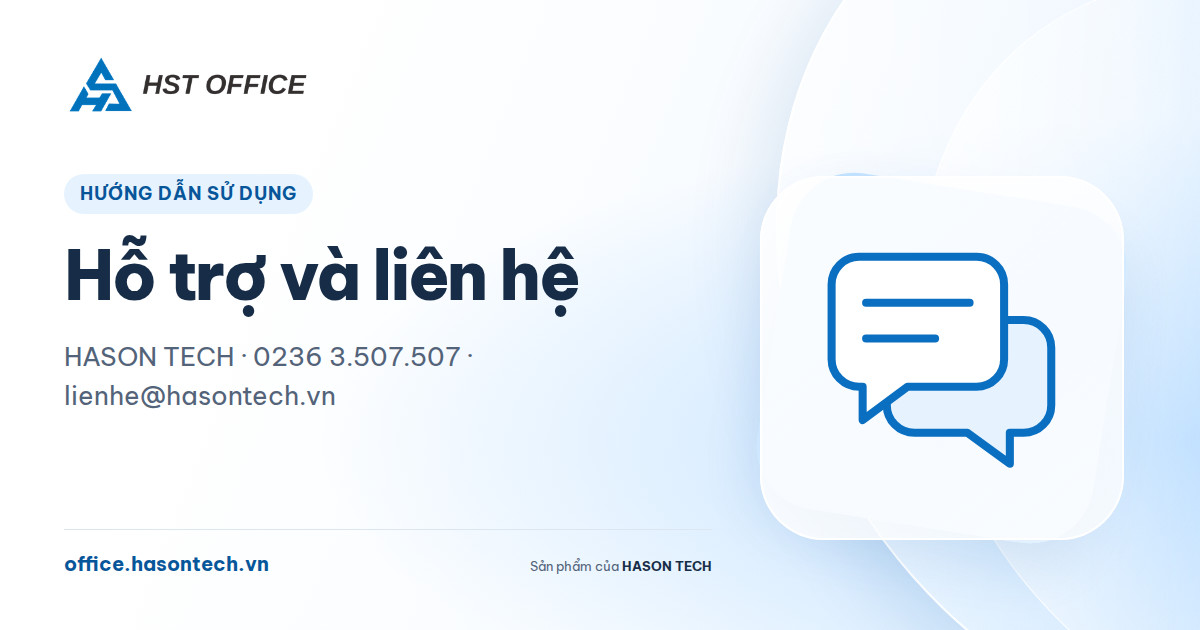 HST OFFICE
HƯỚNG DẪN SỬ DỤNG
Hỗ trợ và liên hệ
HASON TECH · 0236 3.507.507 ·
lienhe@hasontech.vn
office.hasontech.vn
Sản phẩm của HASON TECH